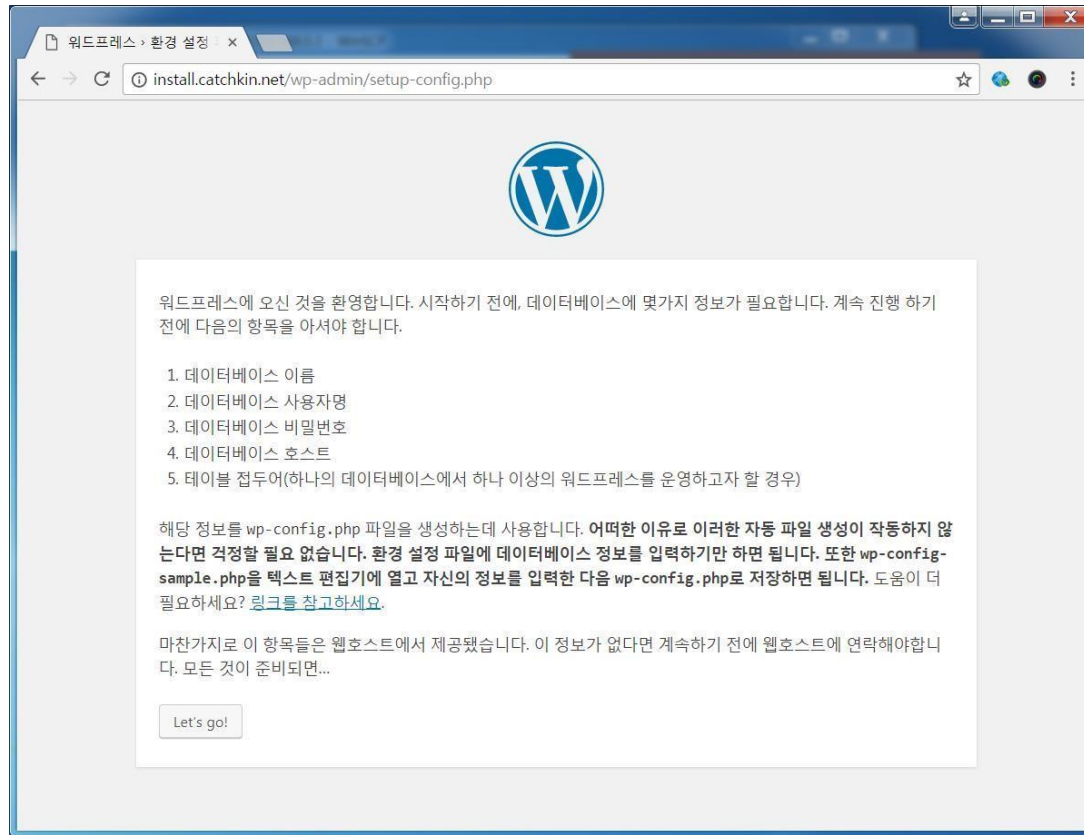 워드프레스 › 환경 설정
install.catchkin.net/wp-admin/setup-config.php
워드프레스에 오신 것을 환영합니다. 시작하기 전에, 데이터베이스에 몇가지 정보가 필요합니다. 계속 진행 하기
전에 다음의 항목을 아셔야 합니다.
1. 데이터베이스 이름
2. 데이터베이스 사용자명
3. 데이터베이스 비밀번호
4. 데이터베이스 호스트
5. 테이블 접두어(하나의 데이터베이스에서 하나 이상의 워드프레스를 운영하고자 할 경우)
해당 정보를 wp-config.php 파일을 생성하는데 사용합니다. 어떠한 이유로 이러한 자동 파일 생성이 작동하지 않
는다면 걱정할 필요 없습니다. 환경 설정 파일에 데이터베이스 정보를 입력하기만 하면 됩니다. 또한 wp-config-
sample.php을 텍스트 편집기에 열고 자신의 정보를 입력한 다음 wp-config.php로 저장하면 됩니다. 도움이 더
필요하세요? 링크를 참고하세요.
마찬가지로 이 항목들은 웹호스트에서 제공됐습니다. 이 정보가 없다면 계속하기 전에 웹호스트에 연락해야합니
다. 모든 것이 준비되면...
Let's go!